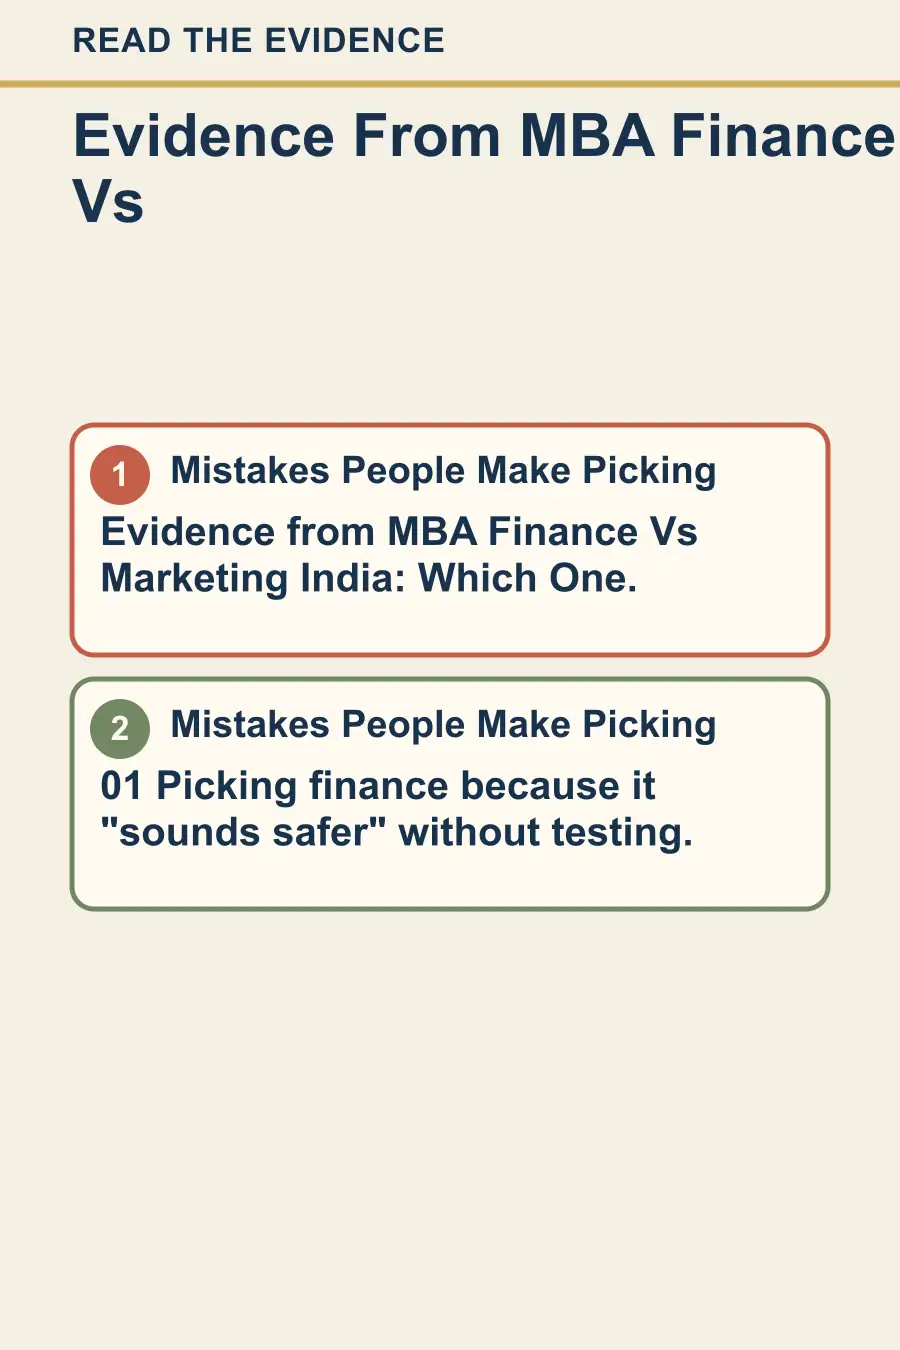 READ THE EVIDENCE
Evidence From MBA Finance
Vs
1 Mistakes People Make Picking
Evidence from MBA Finance Vs
Marketing India: Which One.
2 Mistakes People Make Picking
01 Picking finance because it
"sounds safer" without testing.